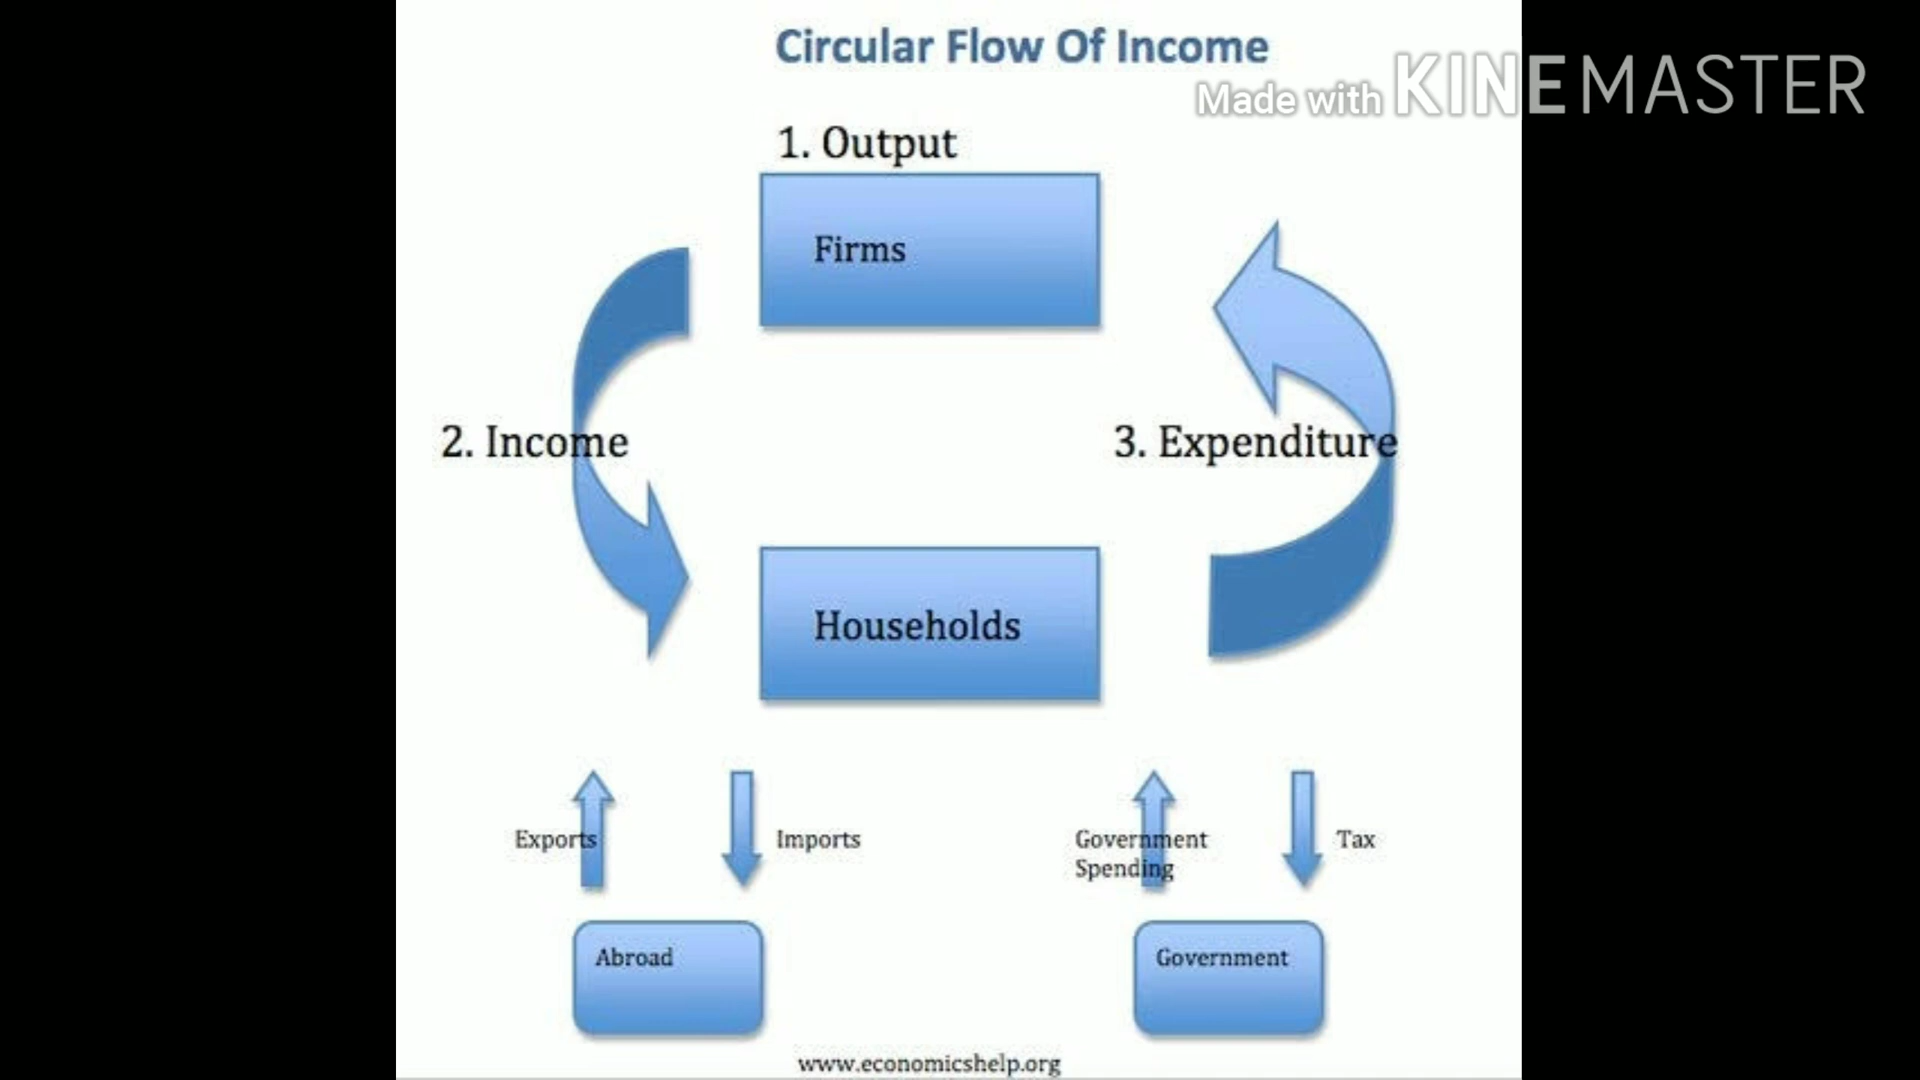 Circular Flow Of Income
Made with KINEMASTER
1. Output
Firms
2. Income
3. Expenditure
Households
Exports
Imports
Government
Spending
Tax
Abroad
Government
www.economicshelp.org